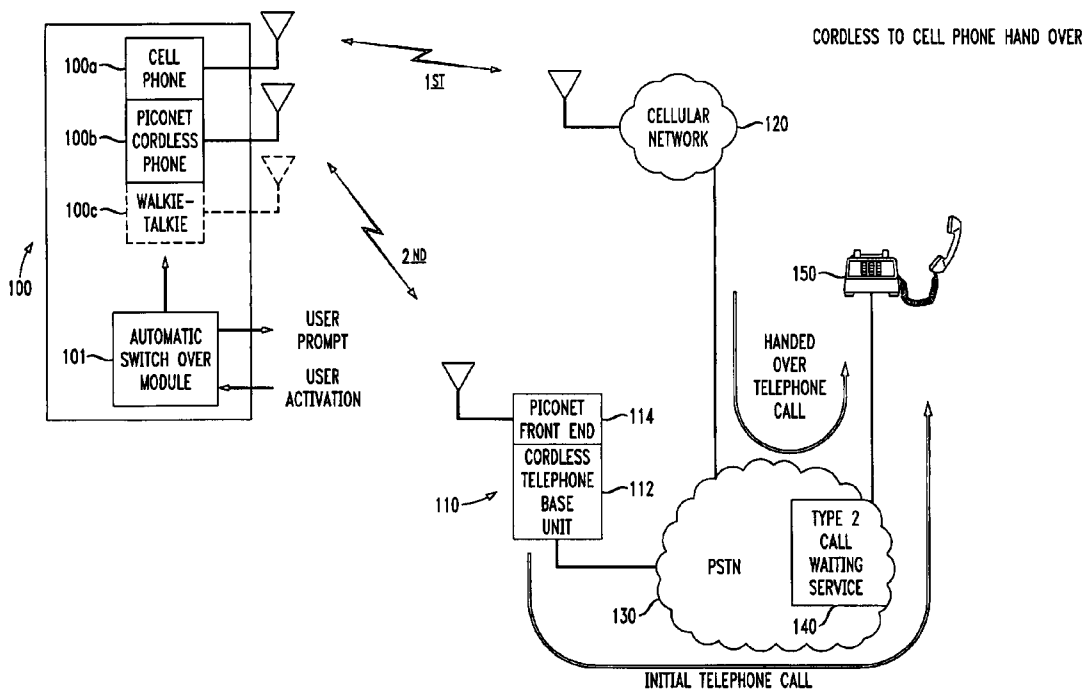 CORDLESS TO CELL PHONE HAND OVER
100a
CELL
PHONE
100b
PICONET
CORDLESS
PHONE
100c
WALKIE-
TALKIE
100
101
AUTOMATIC
SWITCH OVER
MODULE
USER
PROMPT
USER
ACTIVATION
1ST
2ND
CELLULAR
NETWORK
120
150
HANDED
OVER
TELEPHONE
CALL
PICONET
FRONT END
114
CORDLESS
TELEPHONE
BASE
UNIT
112
110
PSTN
130
TYPE 2
CALL
WAITING
SERVICE
140
INITIAL TELEPHONE CALL